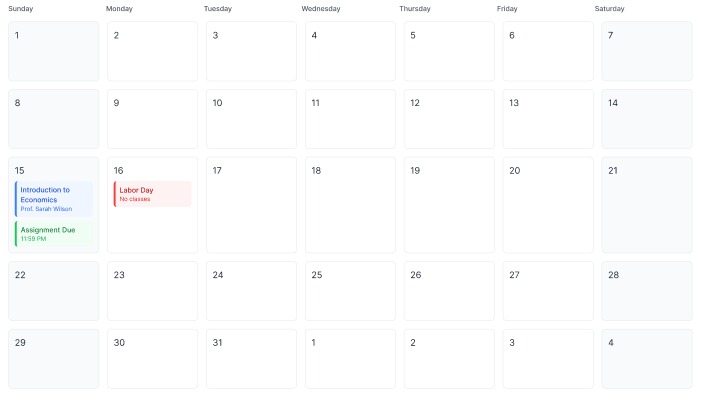 Sunday Monday Tuesday Wednesday Thursday Friday Saturday
1 2 3 4 5 6 7
8 9 10 11 12 13 14
15 16 17 18 19 20 21
Introduction to
Economics
Prof. Sarah Wilson
Assignment Due
11:59 PM
Labor Day
No classes
22 23 24 25 26 27 28
29 30 31 1 2 3 4